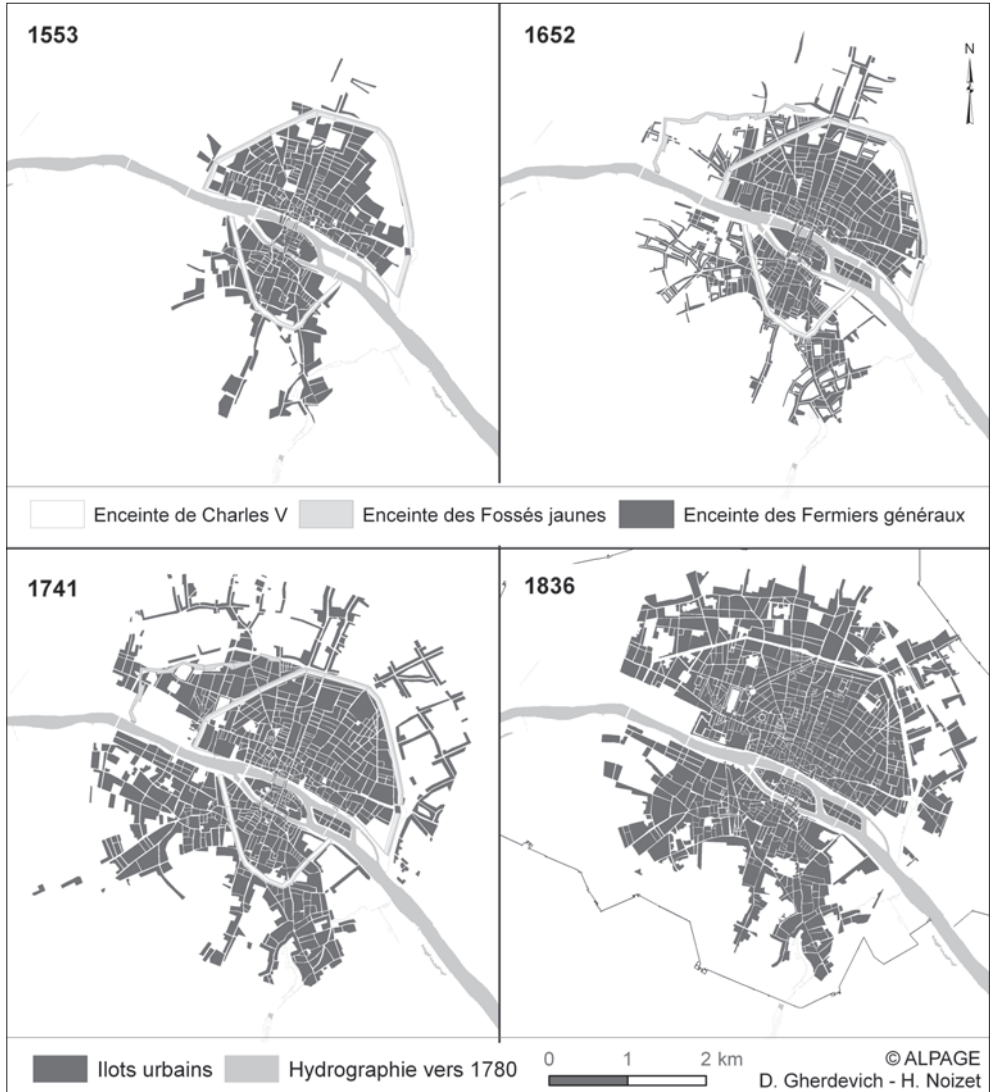 1553
1652
N
Enceinte de Charles V
Enceinte des Fossés jaunes
Enceinte des Fermiers généraux
1741
1836
Ilots urbains
Hydrographie vers 1780
0 1 2 km
© ALPAGE
D. Gherdevich - H. Noizet